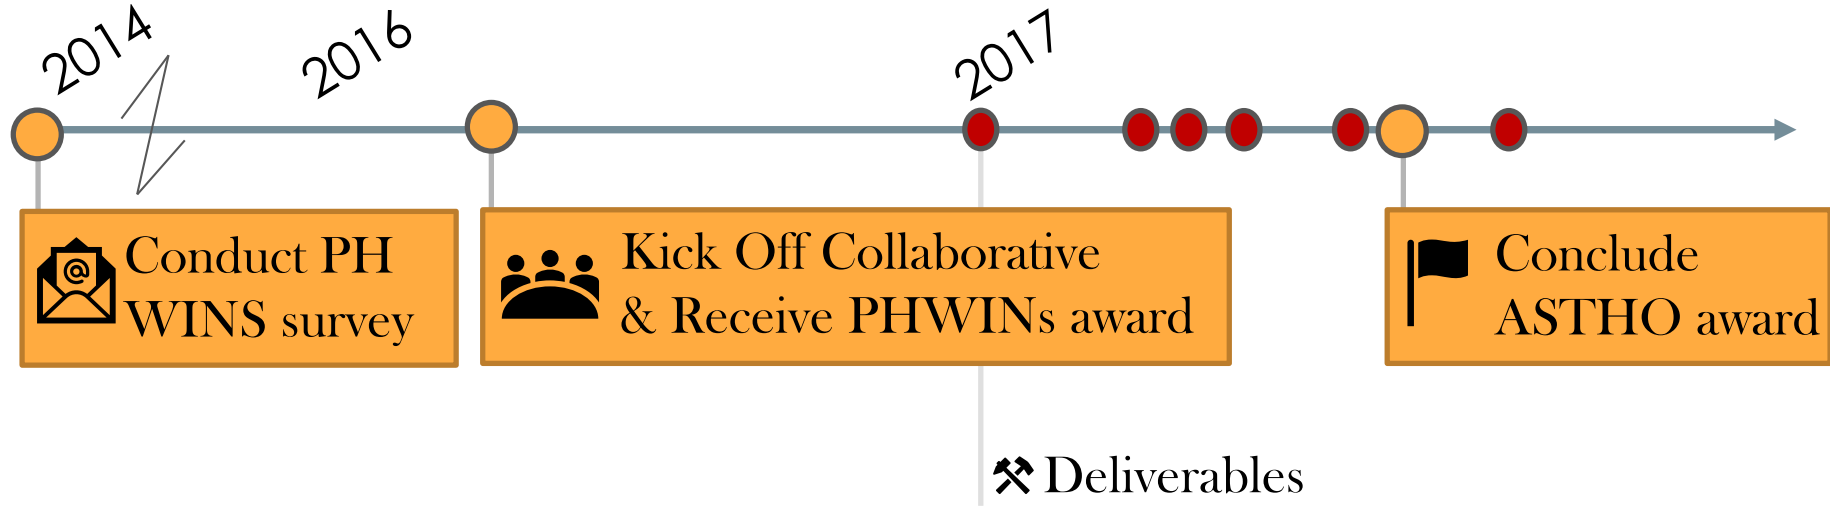 2014
2016
2017
@
Conduct PH
WINS survey
Kick Off Collaborative
& Receive PHWINs award
Conclude
ASTHO award
Deliverables